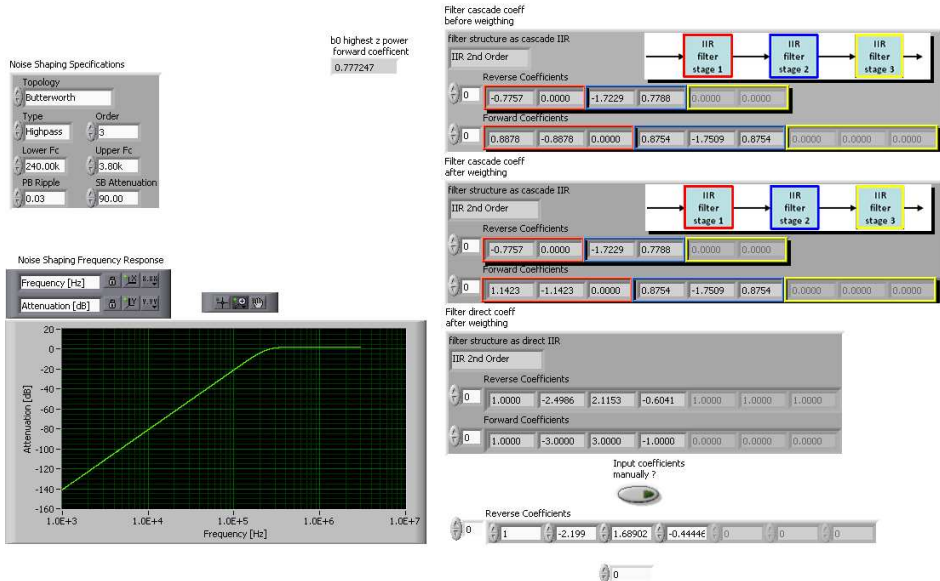 Noise Shaping Specifications
Topology
Butterworth
Type Order
Highpass 3
Lower Fc Upper Fc
240.00k 3.80k
PB Ripple SB Attenuation
0.03 90.00
b0 highest z power
forward coefficent
0.777247
Noise Shaping Frequency Response
Frequency [Hz]
Attenuation [dB]
20
0
-20
-40
-60
-80
-100
-120
-140
-160
Attenuation [dB]
1.0E+3 1.0E+4 1.0E+5 1.0E+6 1.0E+7
Frequency [Hz]
Filter cascade coeff
before weigthing
filter structure as cascade IIR
IIR 2nd Order
IIR filter stage 1
IIR filter stage 2
IIR filter stage 3
Reverse Coefficients
0 -0.7757 0.0000 -1.7229 0.7788 0.0000 0.0000
Forward Coefficients
0 0.8878 -0.8878 0.0000 0.8754 -1.7509 0.8754 0.0000 0.0000 0.0000
Filter cascade coeff
after weigthing
filter structure as cascade IIR
IIR 2nd Order
IIR filter stage 1
IIR filter stage 2
IIR filter stage 3
Reverse Coefficients
0 -0.7757 0.0000 -1.7229 0.7788 0.0000 0.0000
Forward Coefficients
0 1.1423 -1.1423 0.0000 0.8754 -1.7509 0.8754 0.0000 0.0000 0.0000
Filter direct coeff
after weigthing
filter structure as direct IIR
IIR 2nd Order
Reverse Coefficients
0 1.0000 -2.4986 2.1153 -0.6041 1.0000 1.0000 1.0000
Forward Coefficients
0 1.0000 -3.0000 3.0000 -1.0000 0.0000 0.0000 0.0000
Input coefficients
manually ?
Reverse Coefficients
0 1 -2.199 1.68902 -0.4444 0 0 0
0